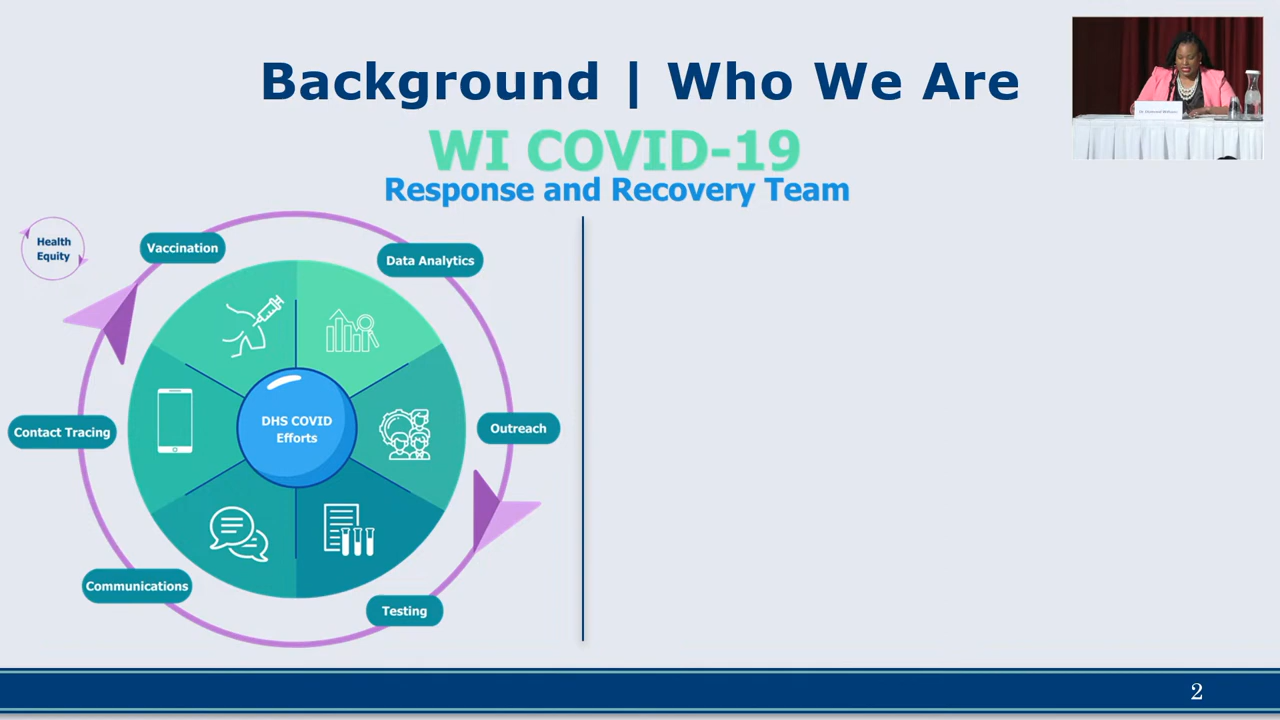 Background | Who We Are
WI COVID-19
Response and Recovery Team
Health
Equity
Vaccination
Data Analytics
Contact Tracing
DHS COVID
Efforts
Outreach
Communications
Testing
2